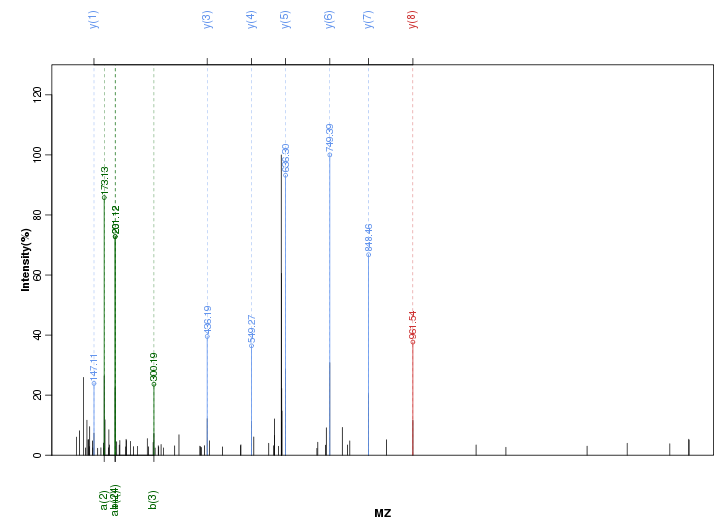 y(1)
y(3)
y(4)
y(5)
y(6)
y(7)
y(8)
Intensity(%)
0
20
40
60
80
100
120
147.11
173.13
201.12
300.19
436.19
549.27
636.30
749.39
848.46
961.54
a(2)
b(3)
MZ